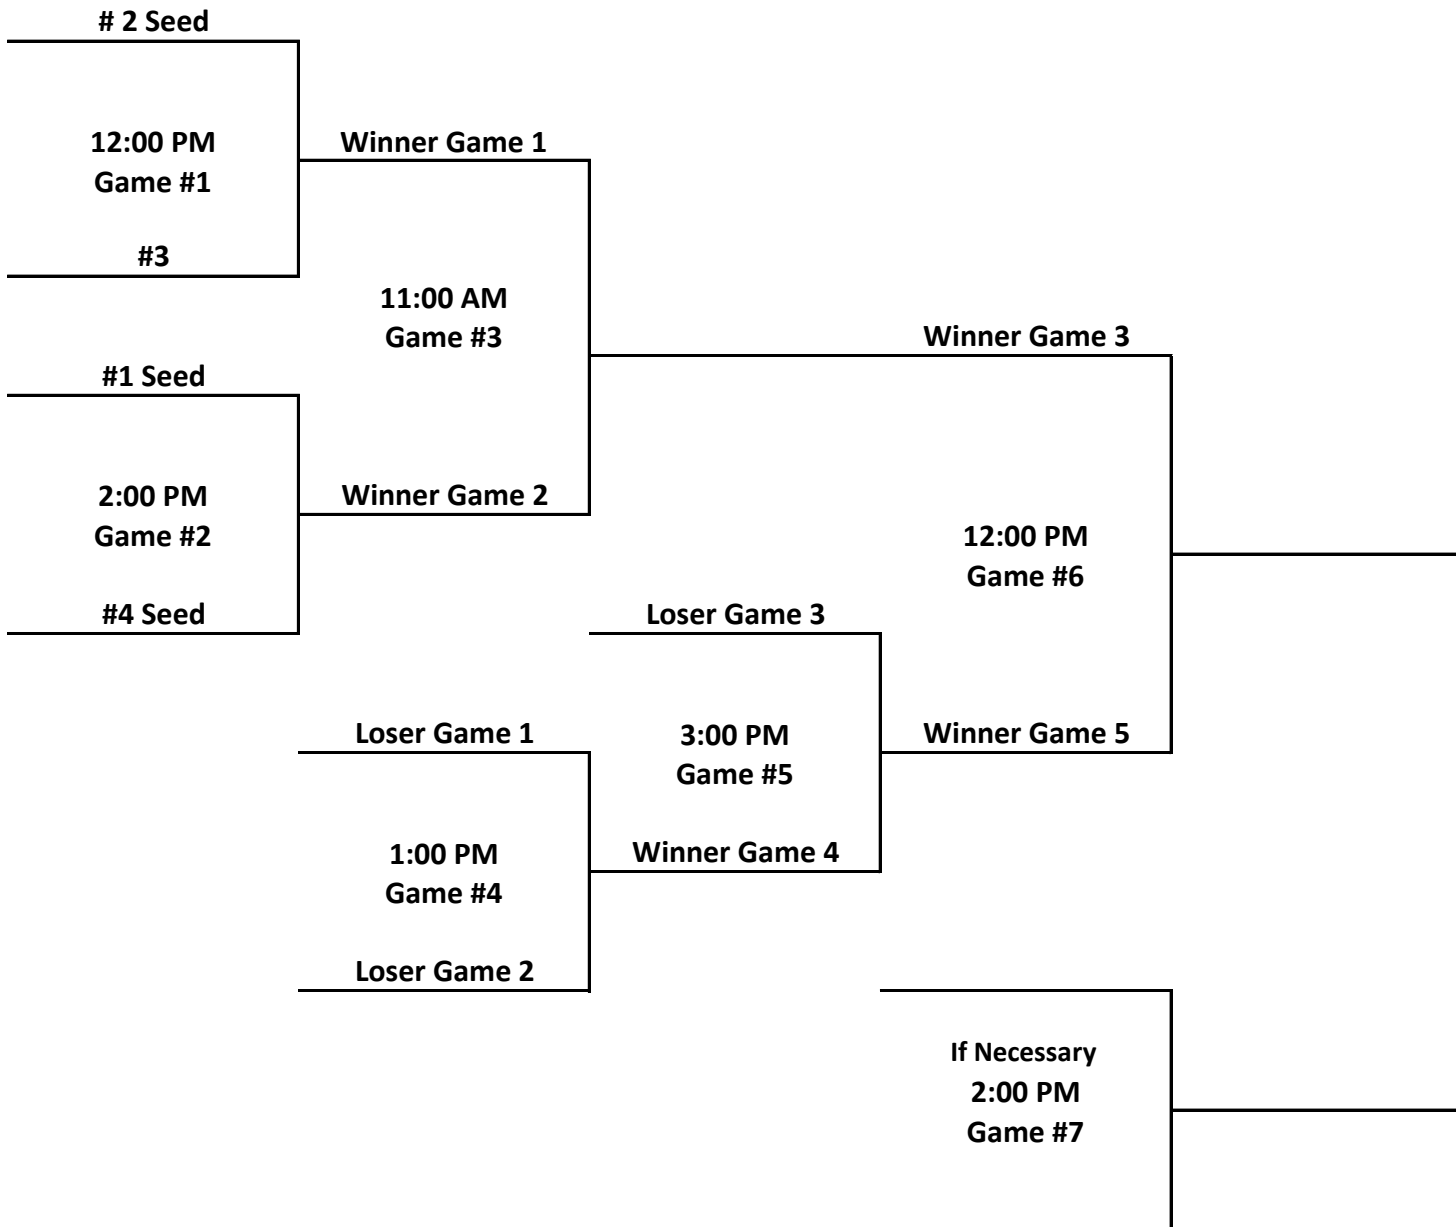 # 2 Seed
12:00 PM
Game #1
#3
Winner Game 1
11:00 AM
Game #3
Winner Game 3
#1 Seed
2:00 PM
Game #2
Winner Game 2
#4 Seed
12:00 PM
Game #6
Loser Game 3
Loser Game 1
3:00 PM
Game #5
Winner Game 5
1:00 PM
Game #4
Winner Game 4
Loser Game 2
If Necessary
2:00 PM
Game #7